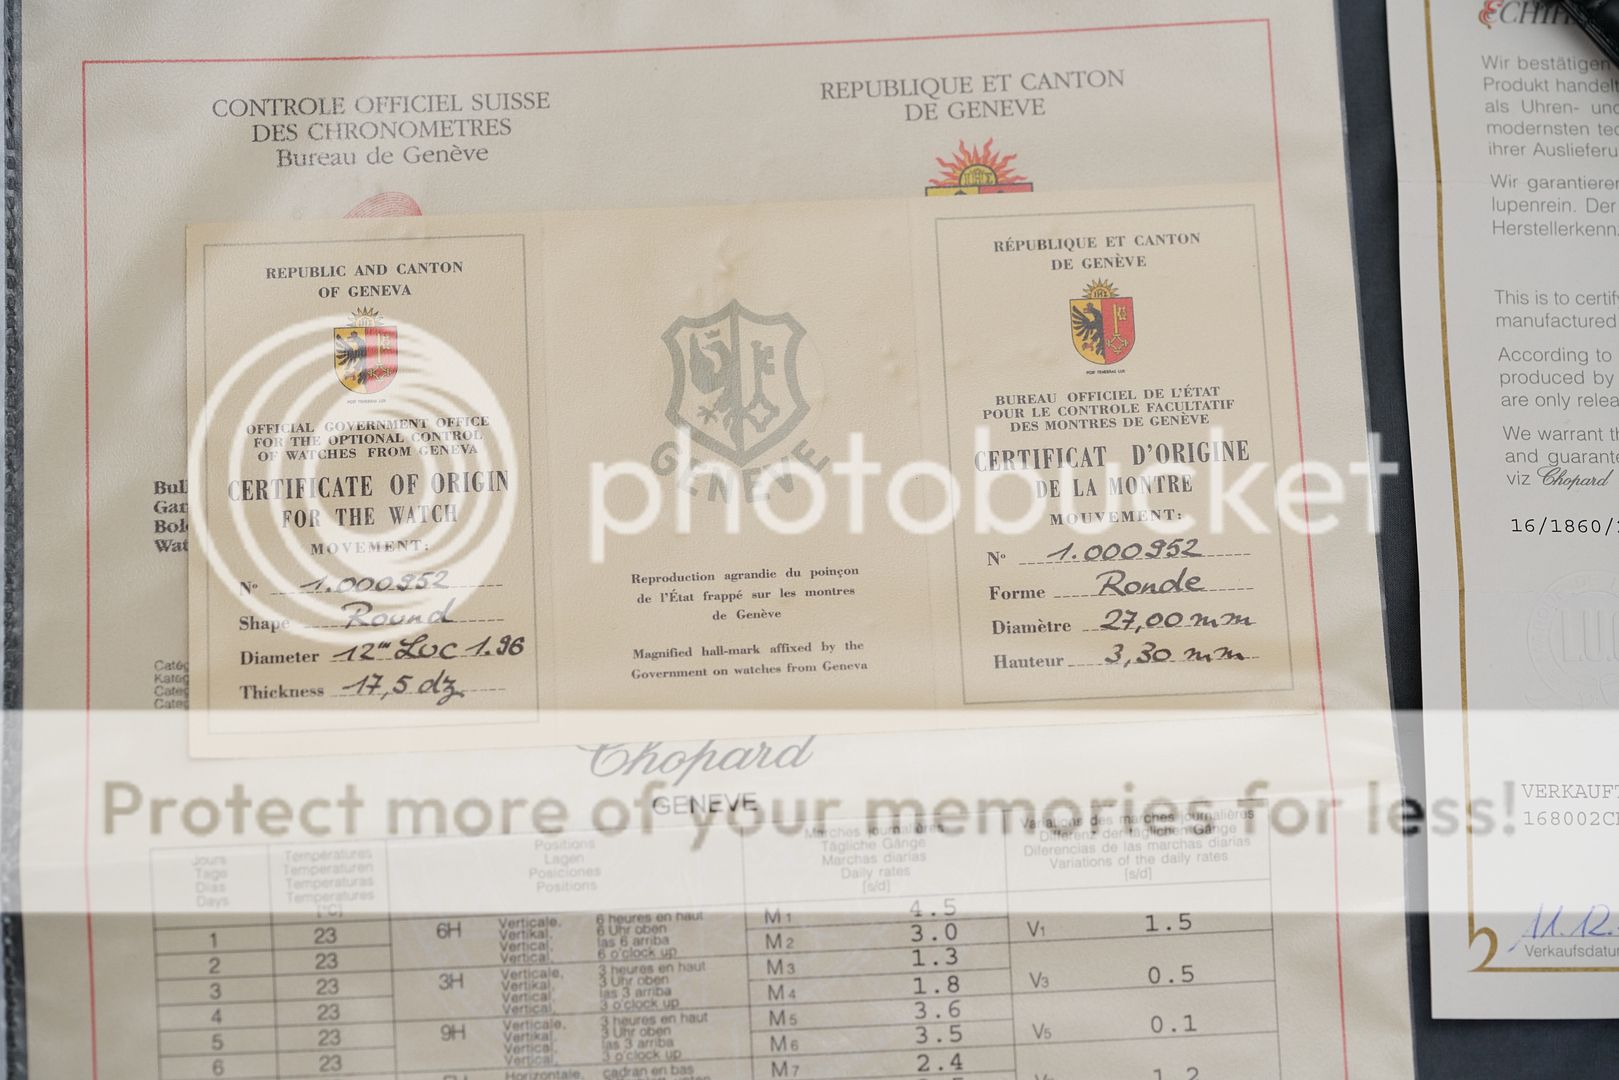 CONTROLE OFFICIEL SUISSE
DES CHRONOMETRES
Bureau de Genève
REPUBLIQUE ET CANTON
DE GENEVE
REPUBLIC AND CANTON
OF GENEVA
POST TENEBRAS LUX
OFFICIAL GOVERNMENT OFFICE
FOR THE OPTIONAL CONTROL
OF WATCHES FROM GENEVA
CERTIFICATE OF ORIGIN
FOR THE WATCH
MOVEMENT:
No 1.000952
Shape Round
Diameter 12''' LUC 1.96
Thickness 17,5 dz.
GENEVE
Reproduction agrandie du poinçon
de l'État frappé sur les montres
de Genève
Magnified hall-mark affixed by the
Government on watches from Geneva
RÉPUBLIQUE ET CANTON
DE GENÈVE
POST TENEBRAS LUX
BUREAU OFFICIEL DE L'ÉTAT
POUR LE CONTROLE FACULTATIF
DES MONTRES DE GENÈVE
CERTIFICAT D'ORIGINE
DE LA MONTRE
MOUVEMENT:
No 1.000952
Forme Ronde
Diamètre 27,00 mm
Hauteur 3,30 mm
photobucket
Protect more of your memories for less!
Chopard
GENEVE
Jours
Tage
Dias
Days
Températures
Temperaturen
Temperaturas
Temperatures
[°C]
Positions
Lagen
Posiciones
Positions
Marches journalières
Tägliche Gänge
Marchas diarias
Daily rates
[s/d]
Variations des marches journalières
Differenz der täglichen Gänge
Diferencias de las marchas diarias
Variations of the daily rates
[s/d]
1 23
2 23
3 23
4 23
5 23
6 23
6H
Verticale, 6 heures en haut
Vertikal, 6 Uhr oben
Vertical, las 6 arriba
Vertical, 6 o'clock up
3H
Verticale, 3 heures en haut
Vertikal, 3 Uhr oben
Vertical, las 3 arriba
Vertical, 3 o'clock up
9H
Verticale, 3 heures en haut
Vertikal, 3 Uhr oben
Vertical, las 3 arriba
Vertical, 3 o'clock up
Horizontale, cadran en bas
M1 4.5
M2 3.0
M3 1.3
M4 1.8
M5 3.6
M6 3.5
M7 2.4
V1 1.5
V3 0.5
V5 0.1
1.2
Wir bestätigen
Produkt handelt
als Uhren- und
modernsten
ihrer
Wir
lupenrein. Der
This is to
manufactured
According to
produced by
are only
We warrant
and
viz Chopard
16/1860/
L.U.
168002
11.12.